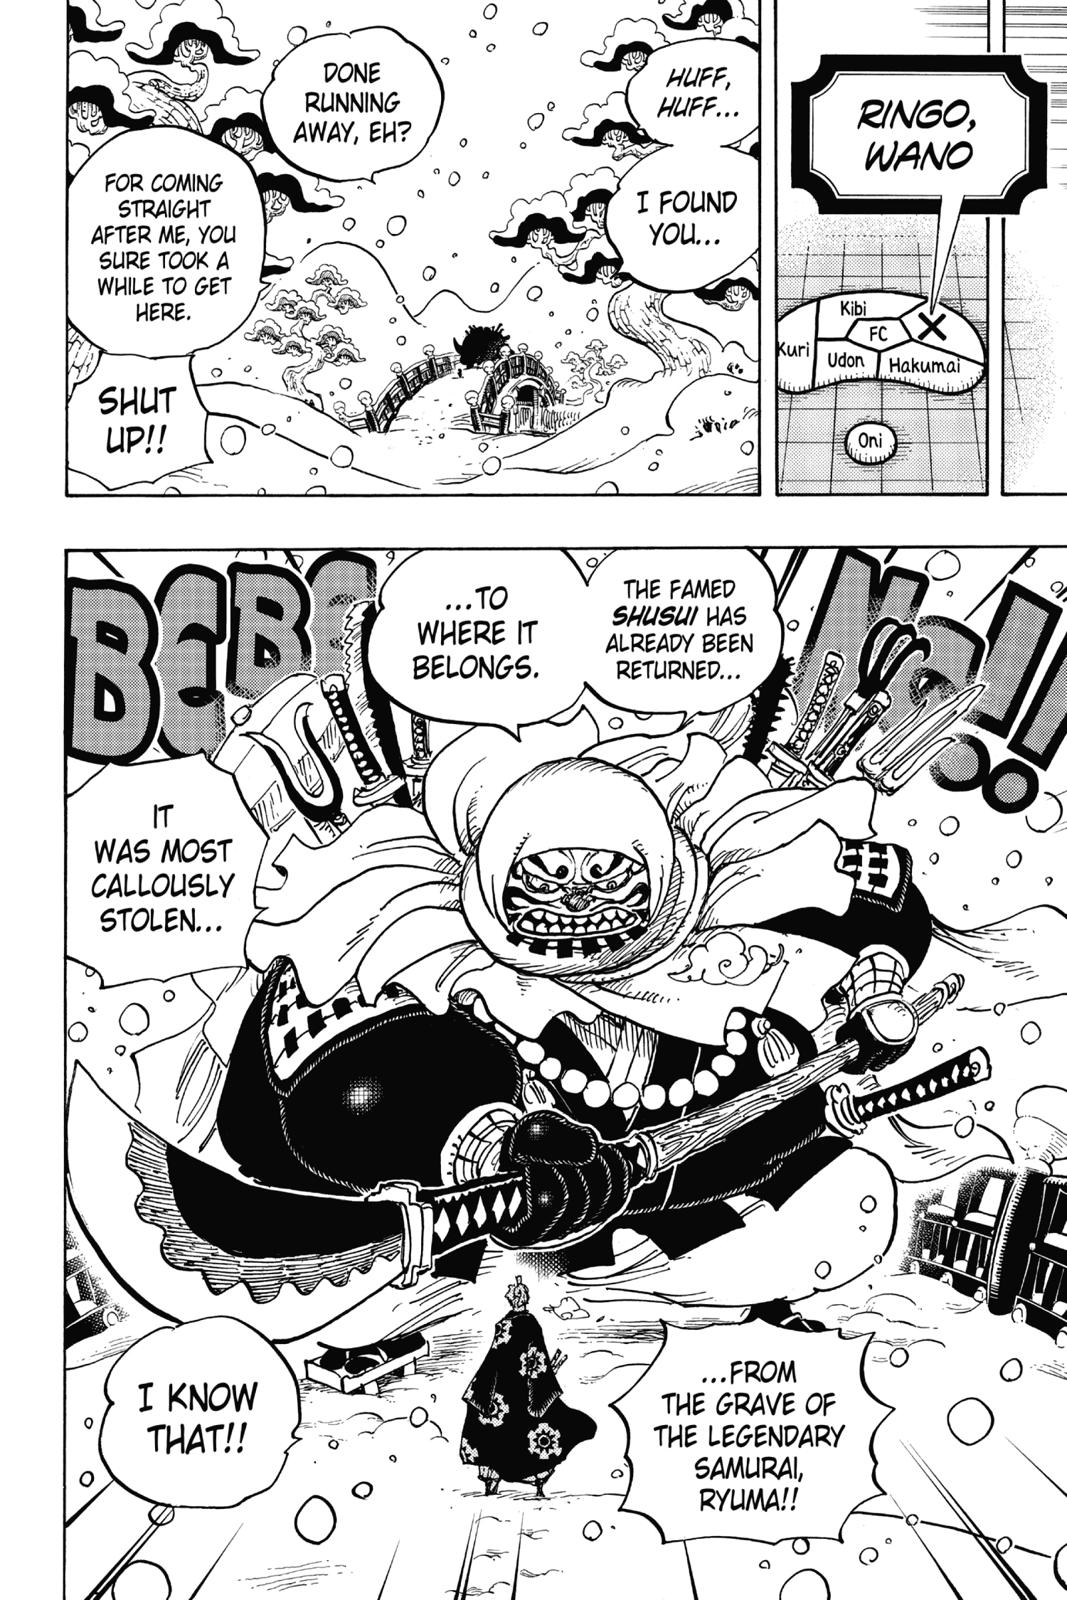 RINGO,
WANO
Kibi
FC
Kuri
Udon
Hakumai
Oni
HUFF,
HUFF...
I FOUND
YOU...
DONE
RUNNING
AWAY, EH?
FOR COMING
STRAIGHT
AFTER ME, YOU
SURE TOOK A
WHILE TO GET
HERE.
SHUT
UP!!
THE FAMED
SHUSUI HAS
ALREADY BEEN
RETURNED...
...TO
WHERE IT
BELONGS.
IT
WAS MOST
CALLOUSLY
STOLEN...
...FROM
THE GRAVE OF
THE LEGENDARY
SAMURAI,
RYUMA!!
I KNOW
THAT!!